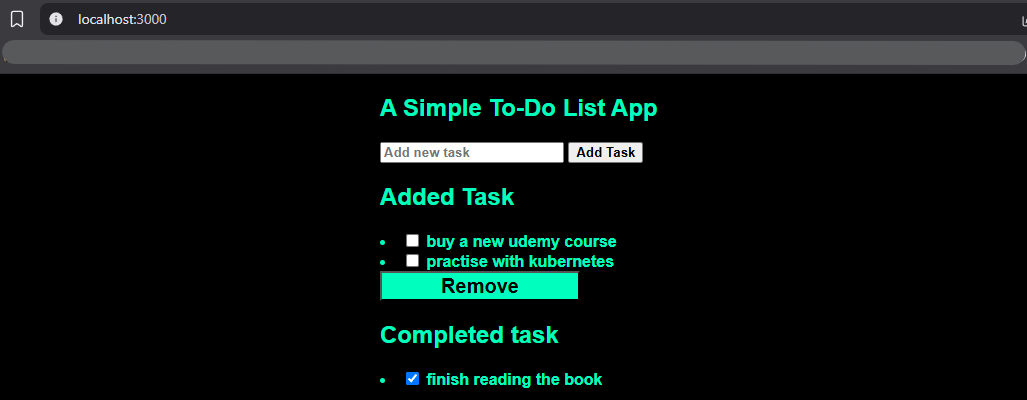 localhost:3000
A Simple To-Do List App
Add new task Add Task
Added Task
buy a new udemy course
practise with kubernetes
Remove
Completed task
finish reading the book